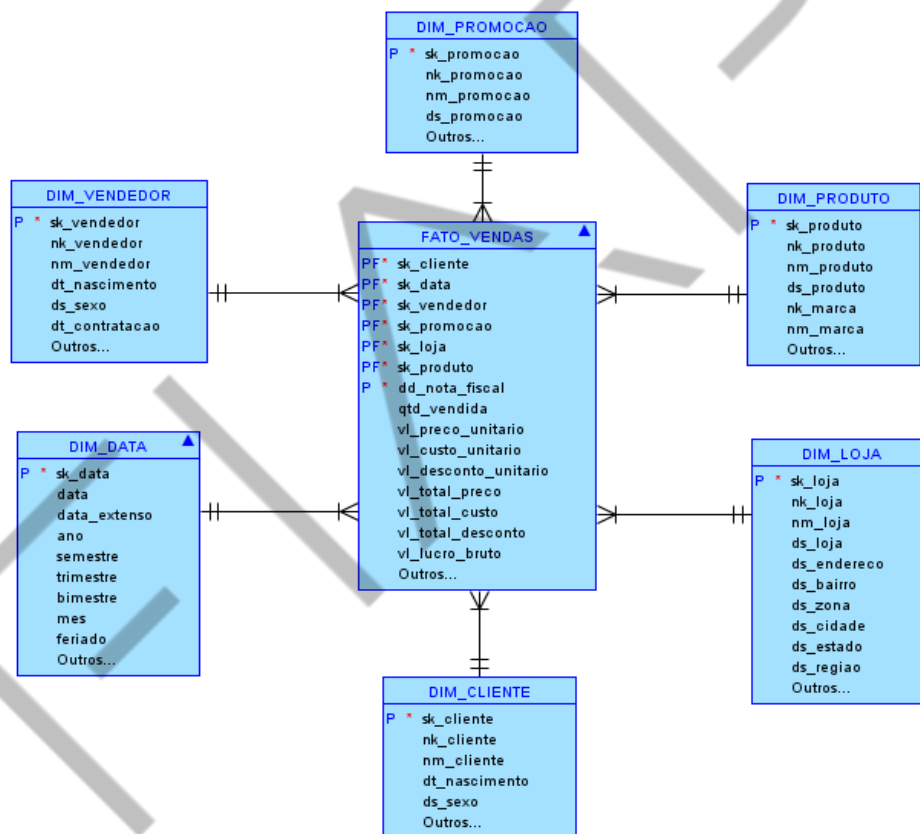 DIM_PROMOCAO
P * sk_promocao
nk_promocao
nm_promocao
ds_promocao
Outros...
DIM_VENDEDOR
P * sk_vendedor
nk_vendedor
nm_vendedor
dt_nascimento
ds_sexo
dt_contratacao
Outros...
FATO_VENDAS
PF* sk_cliente
PF* sk_data
PF* sk_vendedor
PF* sk_promocao
PF* sk_loja
PF* sk_produto
P * dd_nota_fiscal
qtd_vendida
vl_preco_unitario
vl_custo_unitario
vl_desconto_unitario
vl_total_preco
vl_total_custo
vl_total_desconto
vl_lucro_bruto
Outros...
DIM_PRODUTO
P * sk_produto
nk_produto
nm_produto
ds_produto
nk_marca
nm_marca
Outros...
DIM_DATA
P * sk_data
data
data_extenso
ano
semestre
trimestre
bimestre
mes
feriado
Outros...
DIM_LOJA
P * sk_loja
nk_loja
nm_loja
ds_loja
ds_endereco
ds_bairro
ds_zona
ds_cidade
ds_estado
ds_regiao
Outros...
DIM_CLIENTE
P * sk_cliente
nk_cliente
nm_cliente
dt_nascimento
ds_sexo
Outros...